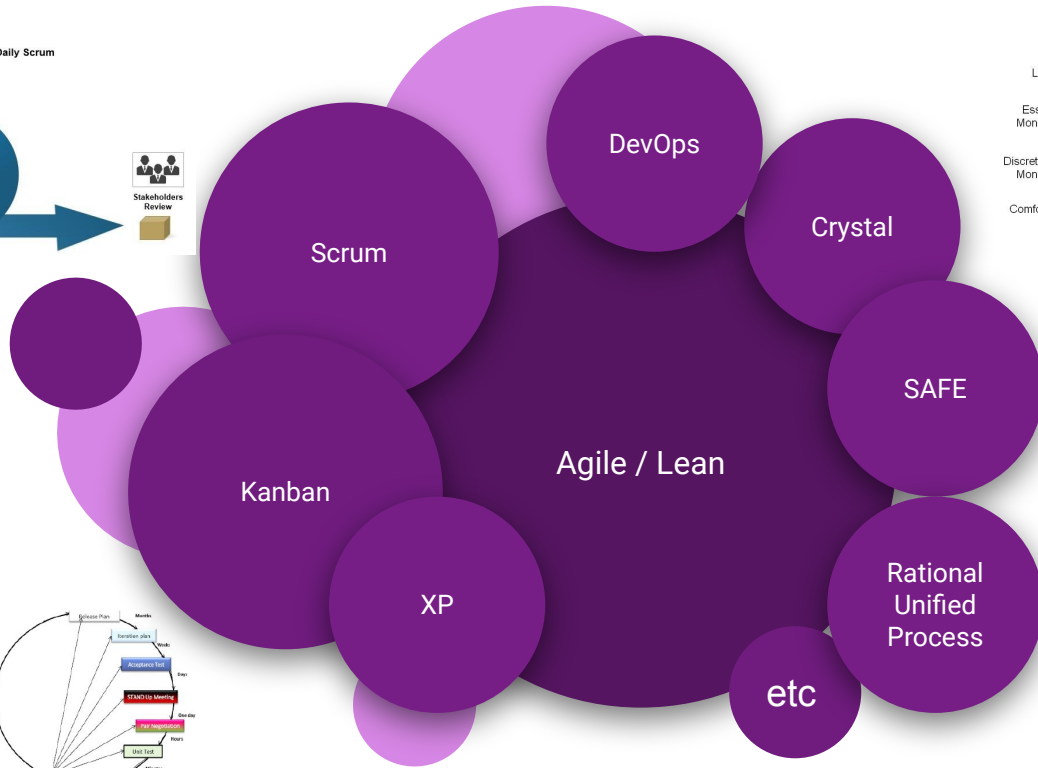 Daily Scrum
Stakeholders
Review
DevOps
Crystal
Scrum
SAFE
Agile / Lean
Kanban
XP
Rational
Unified
Process
etc
Release Plan
Months
Iteration plan
Weeks
Acceptance Test
Days
STAND Up Meeting
One day
Pair Negotiation
Hours
Unit Test